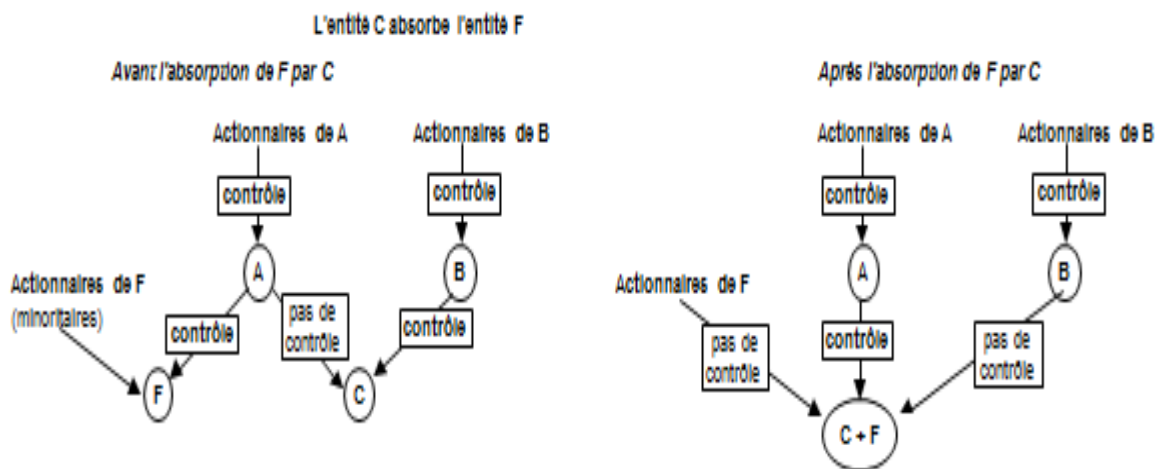 L'entité C absorbe l'entité F
Avant l'absorption de F par C
Actionnaires de A
Actionnaires de B
contrôle
contrôle
A
B
Actionnaires de F
(minoritaires)
contrôle
pas de
contrôle
contrôle
F
C
Après l'absorption de F par C
Actionnaires de A
Actionnaires de B
contrôle
contrôle
A
B
Actionnaires de F
pas de
contrôle
contrôle
pas de
contrôle
C + F